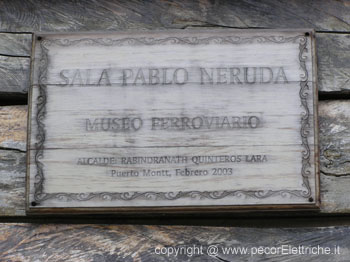 SALA PABLO NERUDA
MUSEO FERROVIARIO
ALCALDE RABINDRANATH QUINTEROS LARA
Puerto Montt, Febrero 2003
copyright @ www.pecorElettriche.it